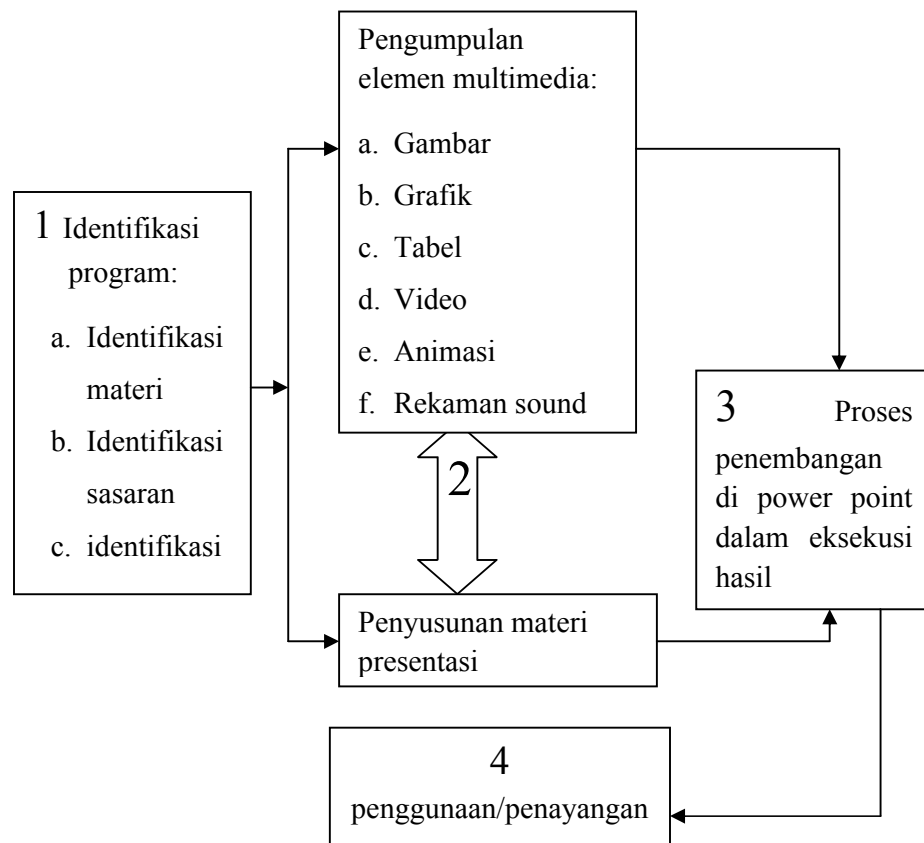 1 Identifikasi
program:
a. Identifikasi
materi
b. Identifikasi
sasaran
c. identifikasi
Pengumpulan
elemen multimedia:
a. Gambar
b. Grafik
c. Tabel
d. Video
e. Animasi
f. Rekaman sound
2
Penyusunan materi
presentasi
3 Proses
penembangan
di power point
dalam eksekusi
hasil
4
penggunaan/penayangan